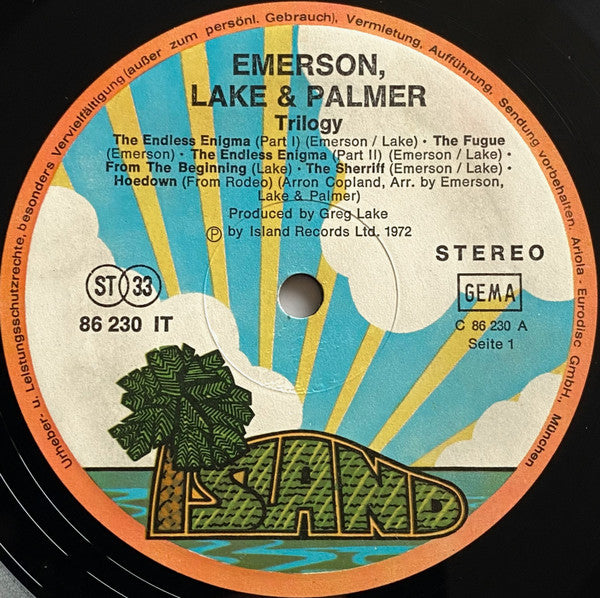 Urheber- u. Leistungsschutzrechte, besonders Vervielfältigung (außer zum persönl. Gebrauch), Vermietung, Aufführung, Sendung vorbehalten. Ariola - Eurodisc GmbH., München
EMERSON,
LAKE & PALMER
Trilogy
The Endless Enigma (Part I) (Emerson / Lake) · The Fugue
(Emerson) · The Endless Enigma (Part II) (Emerson / Lake) ·
From The Beginning (Lake) · The Sherriff (Emerson / Lake) ·
Hoedown (From Rodeo) (Arron Copland, Arr. by Emerson,
Lake & Palmer)
Produced by Greg Lake
Ⓟ by Island Records Ltd. 1972
STEREO
ST 33
GEMA
86 230 IT
C 86 230 A
Seite 1
ISLAND